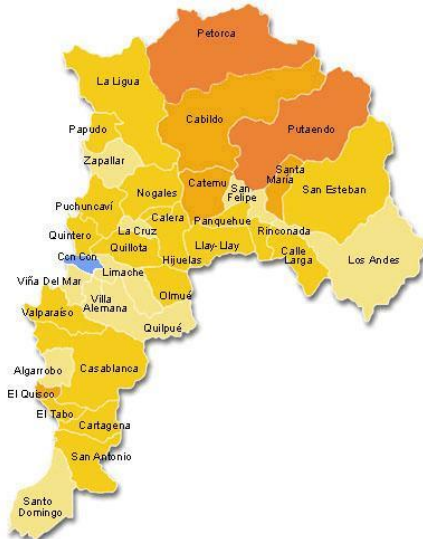 Petorca
La Ligua
Cabildo
Papudo
Putaendo
Zapallar
Santa
María
Catemu
San
Felipe
San Esteban
Nogales
Puchuncaví
Calera
Panquehue
La Cruz
Rinconada
Quintero
Quillota
Llay-Llay
Calle
Larga
Con Cón
Hijuelas
Los Andes
Limache
Viña Del Mar
Villa
Alemana
Olmué
Valparaíso
Quilpué
Algarrobo
Casablanca
El Quisco
El Tabo
Cartagena
San Antonio
Santo
Domingo